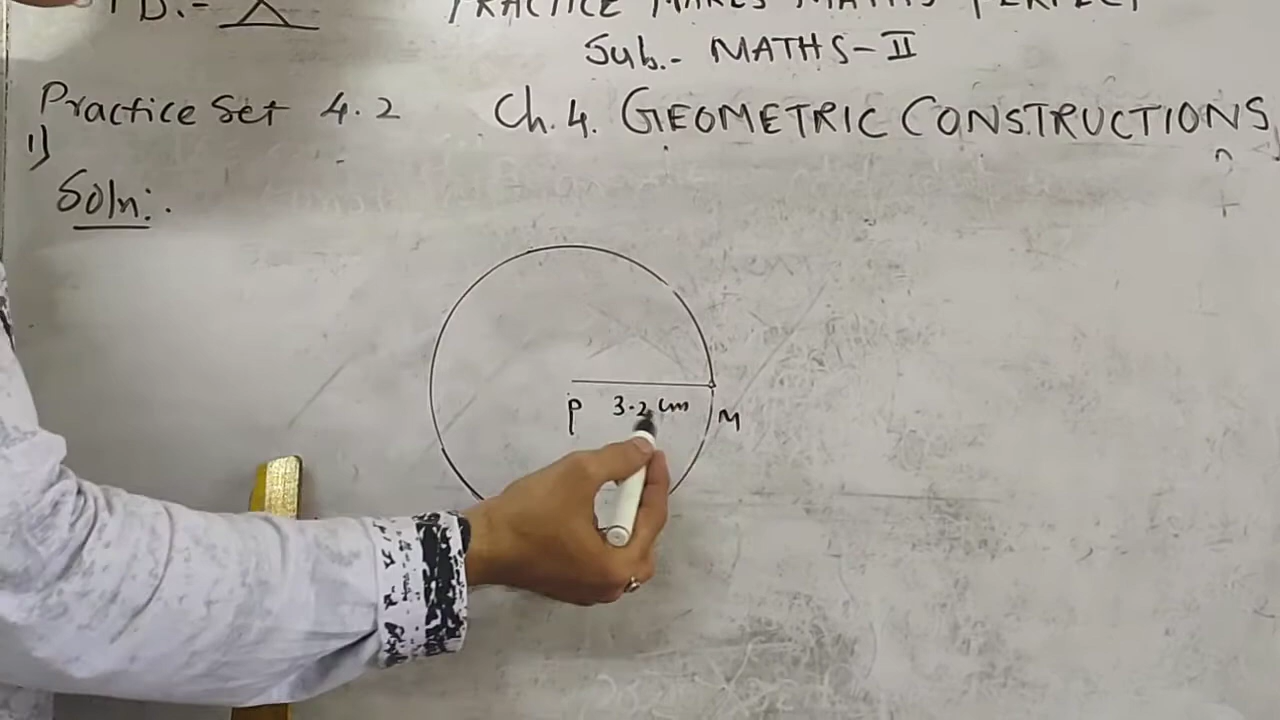 D.-
PRACTICE MAKES MATHS PERFECT
Sub.- MATHS-II
Practice Set 4.2 Ch.4. GEOMETRIC CONSTRUCTIONS
1)
Soln:.
P 3.2 cm M